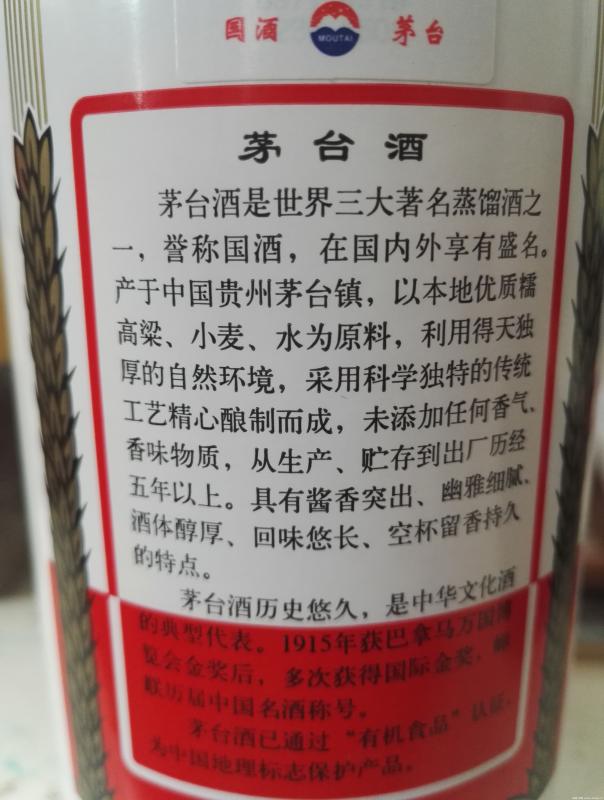 国酒 MOUTAI 茅台
茅台酒
茅台酒是世界三大著名蒸馏酒之
一，誉称国酒，在国内外享有盛名。
产于中国贵州茅台镇，以本地优质糯
高粱、小麦、水为原料，利用得天独
厚的自然环境，采用科学独特的传统
工艺精心酿制而成，未添加任何香气、
香味物质，从生产、贮存到出厂历经
五年以上。具有酱香突出、幽雅细腻、
酒体醇厚、回味悠长、空杯留香持久
的特点。
茅台酒历史悠久，是中华文化酒
的典型代表。1915年获巴拿马万国博
览会金奖后，多次获得国际金奖，蝉
联历届中国名酒称号。
茅台酒已通过“有机食品”认证，
为中国地理标志保护产品。